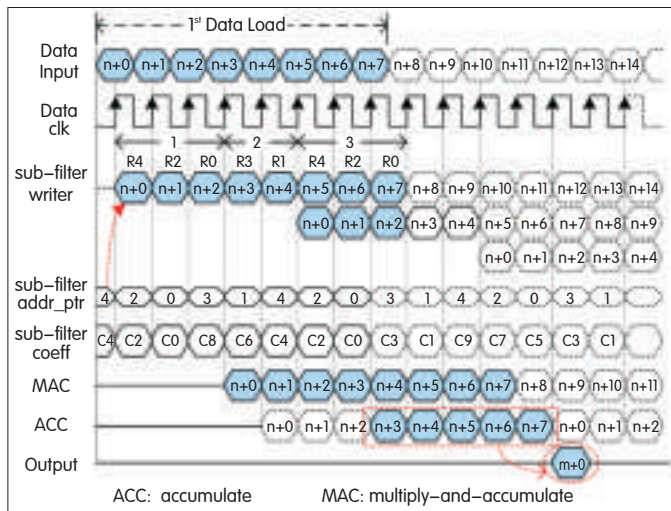 1st Data Load
Data Input
n+0 n+1 n+2 n+3 n+4 n+5 n+6 n+7 n+8 n+9 n+10 n+11 n+12 n+13 n+14
Data clk
1 2 3
R4 R2 R0 R3 R1 R4 R2 R0
sub-filter writer
n+0 n+1 n+2 n+3 n+4 n+5 n+6 n+7 n+8 n+9 n+10 n+11 n+12 n+13 n+14
n+0 n+1 n+2 n+3 n+4 n+5 n+6 n+7 n+8 n+9
n+0 n+1 n+2 n+3 n+4
sub-filter addr_ptr
4 2 0 3 1 4 2 0 3 1 4 2 0 3 1
sub-filter coeff
C4 C2 C0 C8 C6 C4 C2 C0 C3 C1 C9 C7 C5 C3 C1
MAC
n+0 n+1 n+2 n+3 n+4 n+5 n+6 n+7 n+8 n+9 n+10 n+11
ACC
n+0 n+1 n+2 n+3 n+4 n+5 n+6 n+7 n+0 n+1 n+2
Output
m+0
ACC: accumulate MAC: multiply-and-accumulate